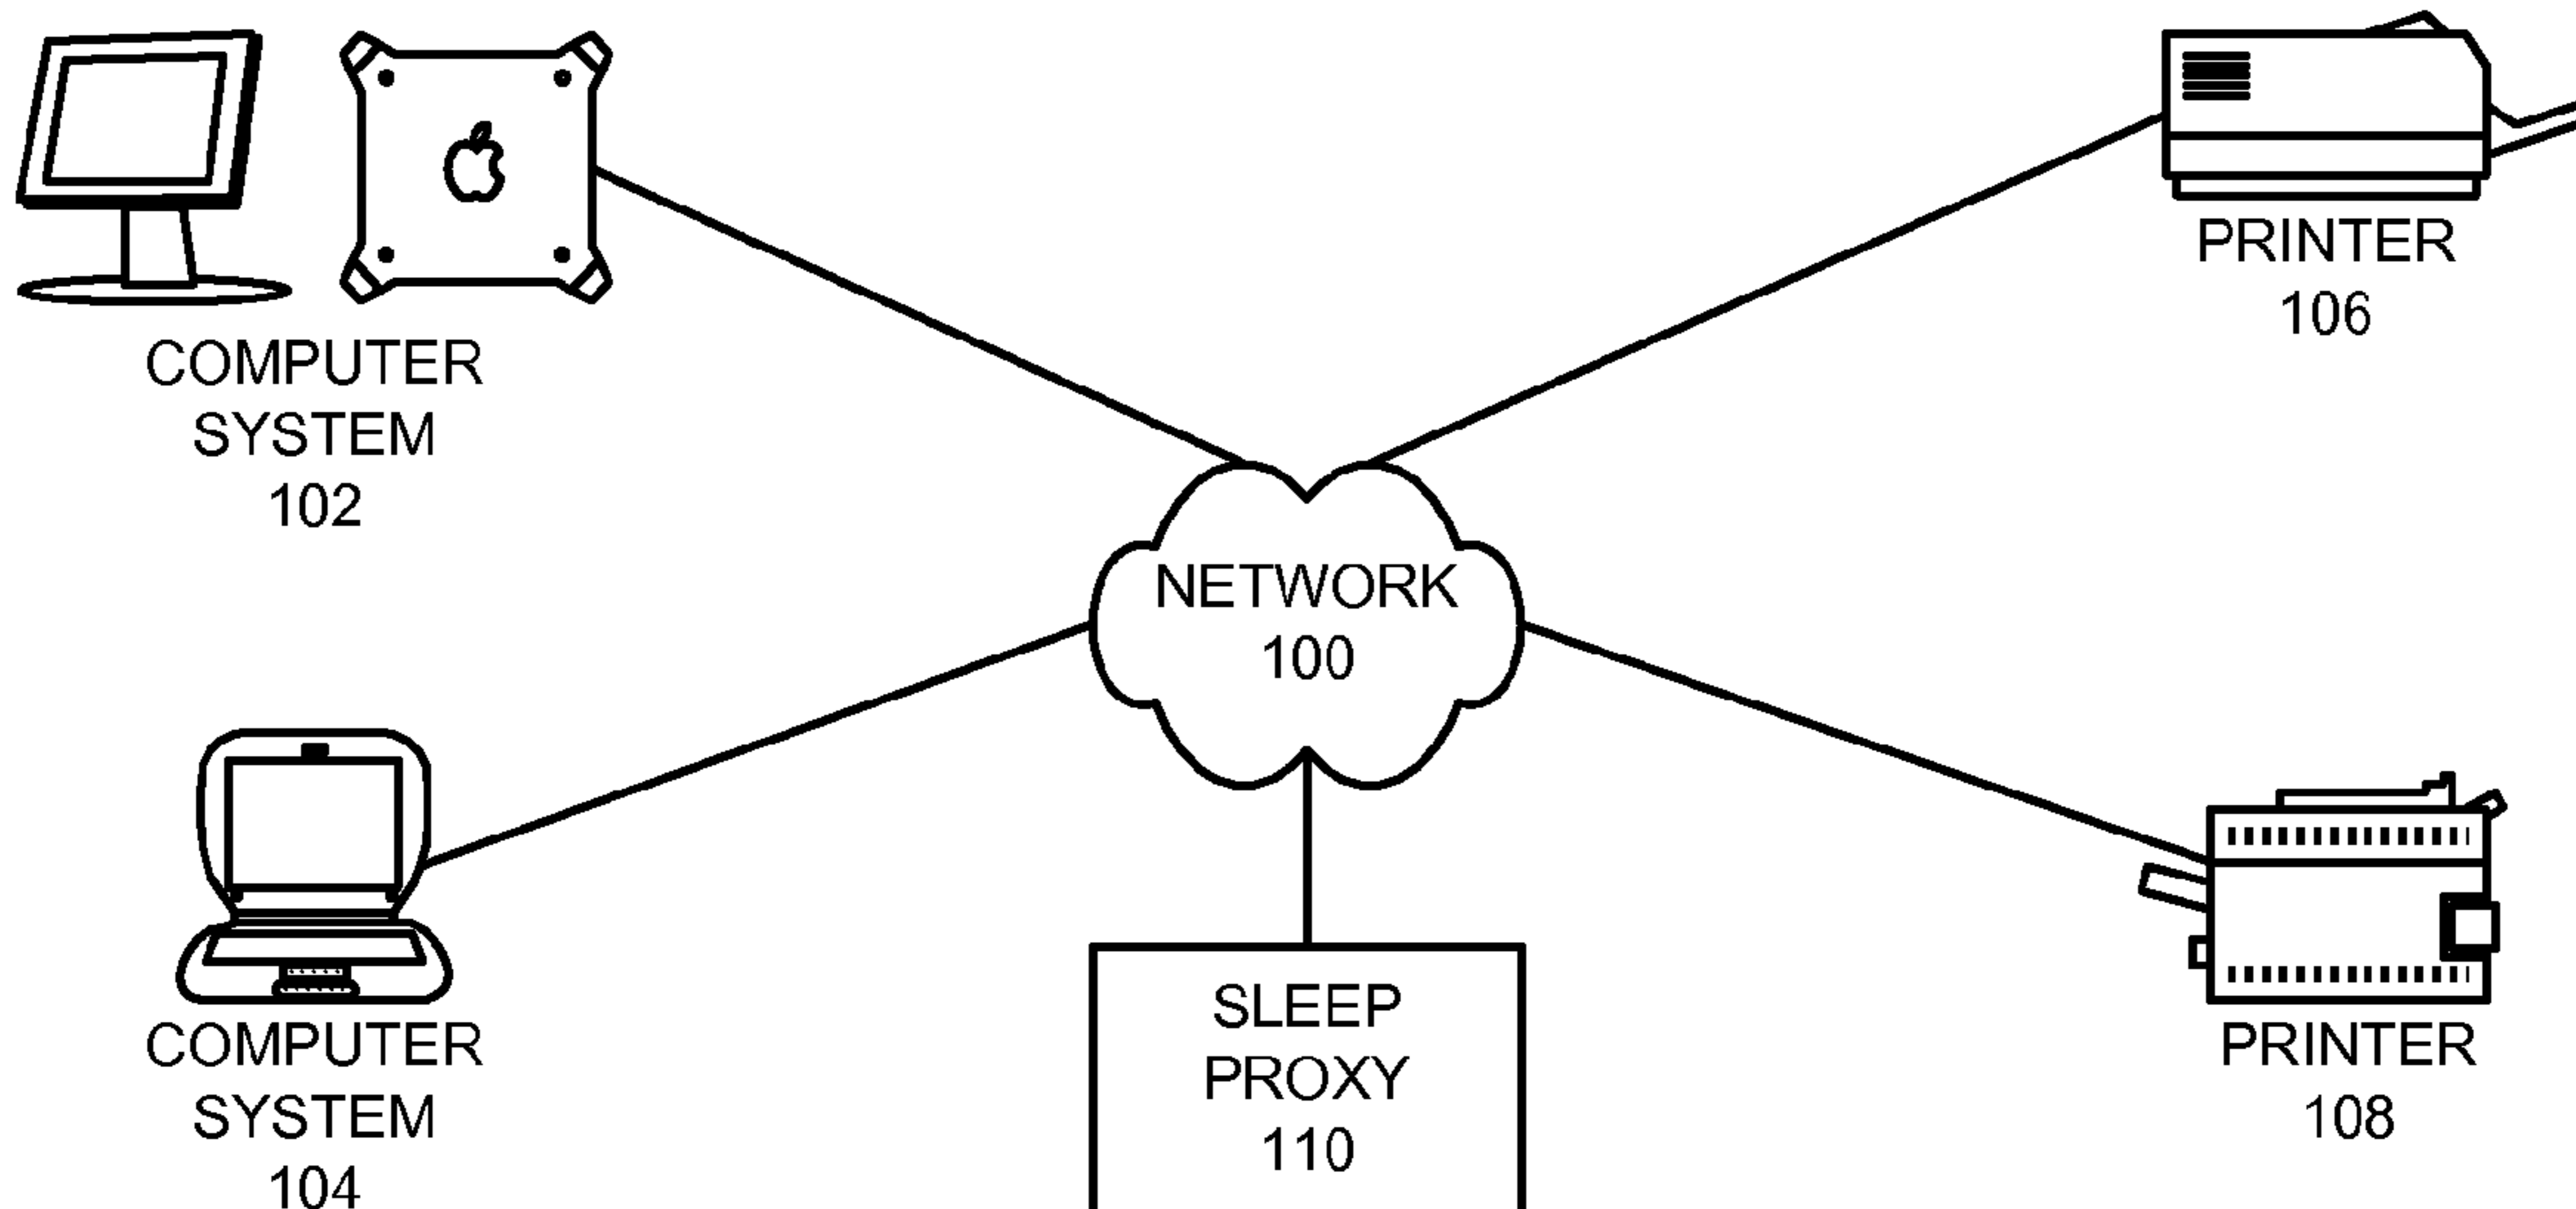 PRINTER
106
COMPUTER
SYSTEM
102
NETWORK
100
SLEEP
PROXY
110
COMPUTER
SYSTEM
104
PRINTER
108